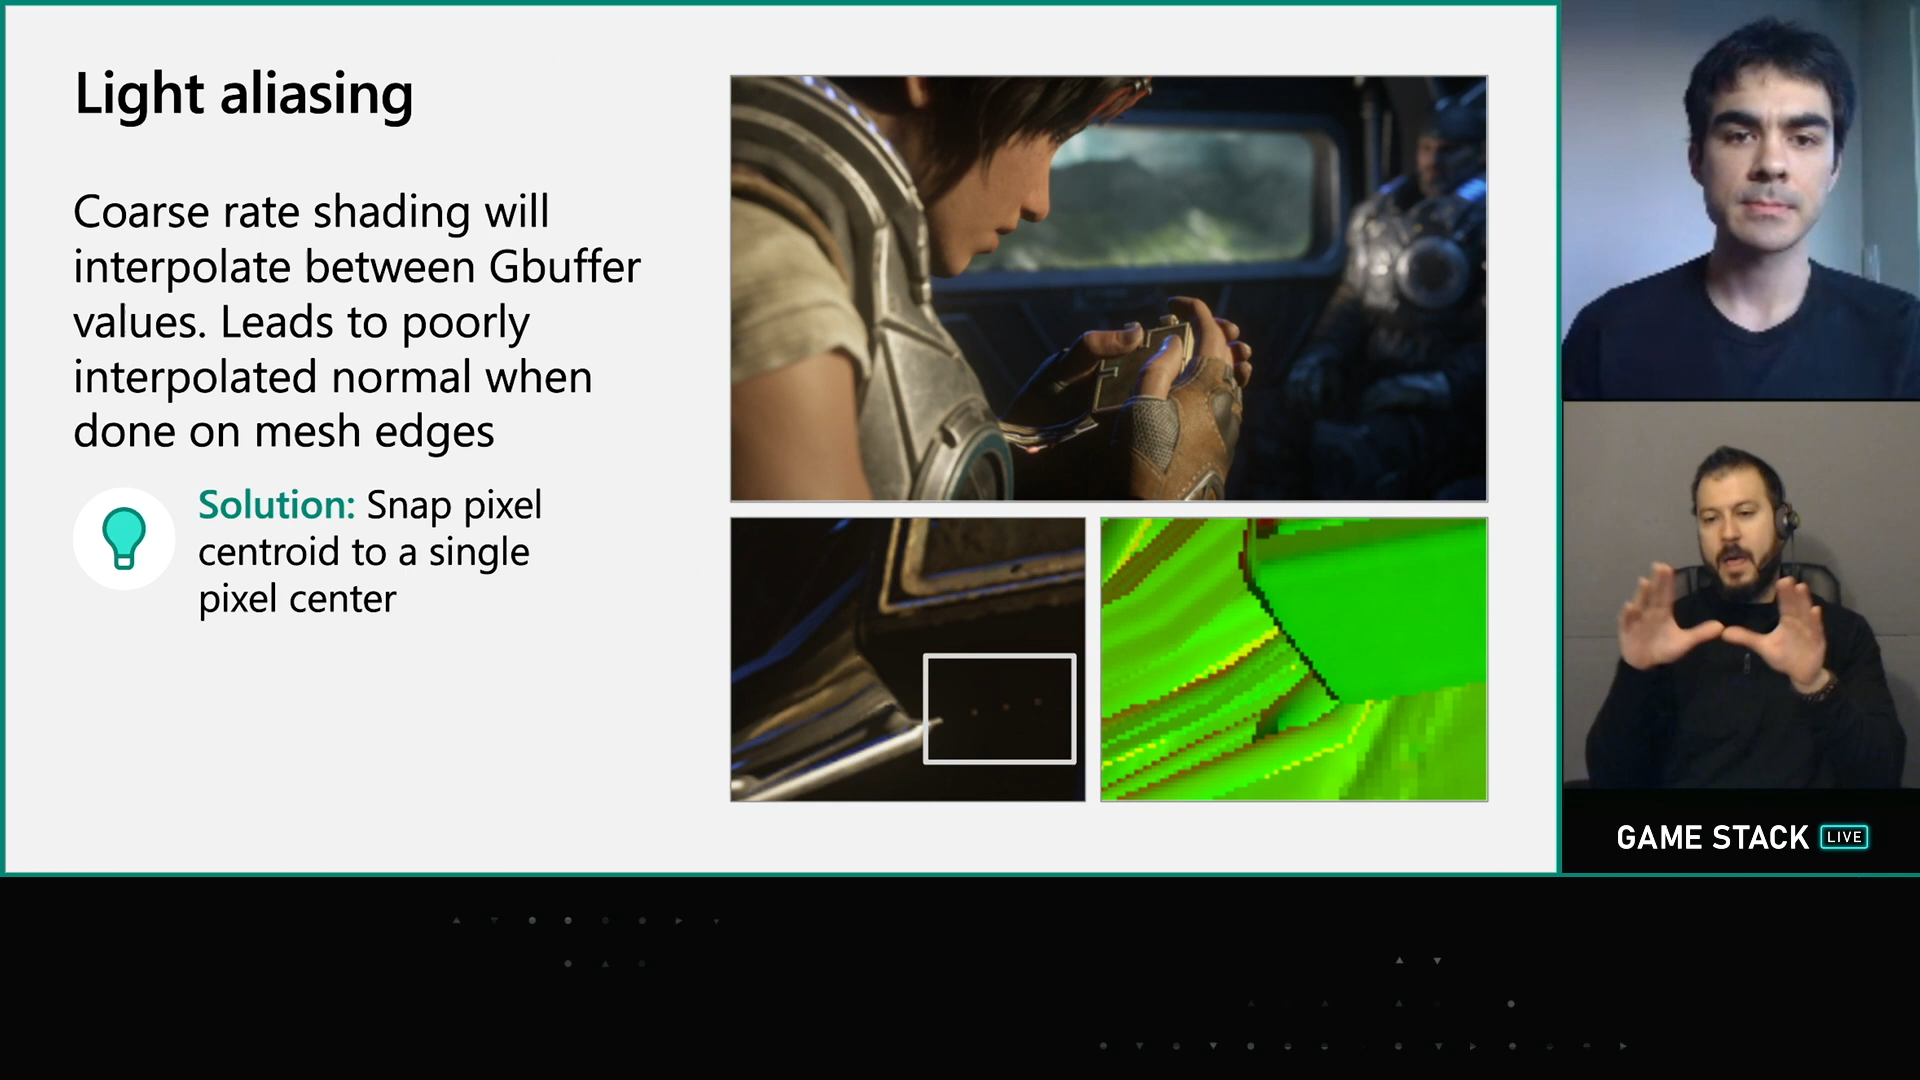 Light aliasing
Coarse rate shading will
interpolate between Gbuffer
values. Leads to poorly
interpolated normal when
done on mesh edges
Solution: Snap pixel
centroid to a single
pixel center
GAME STACK LIVE